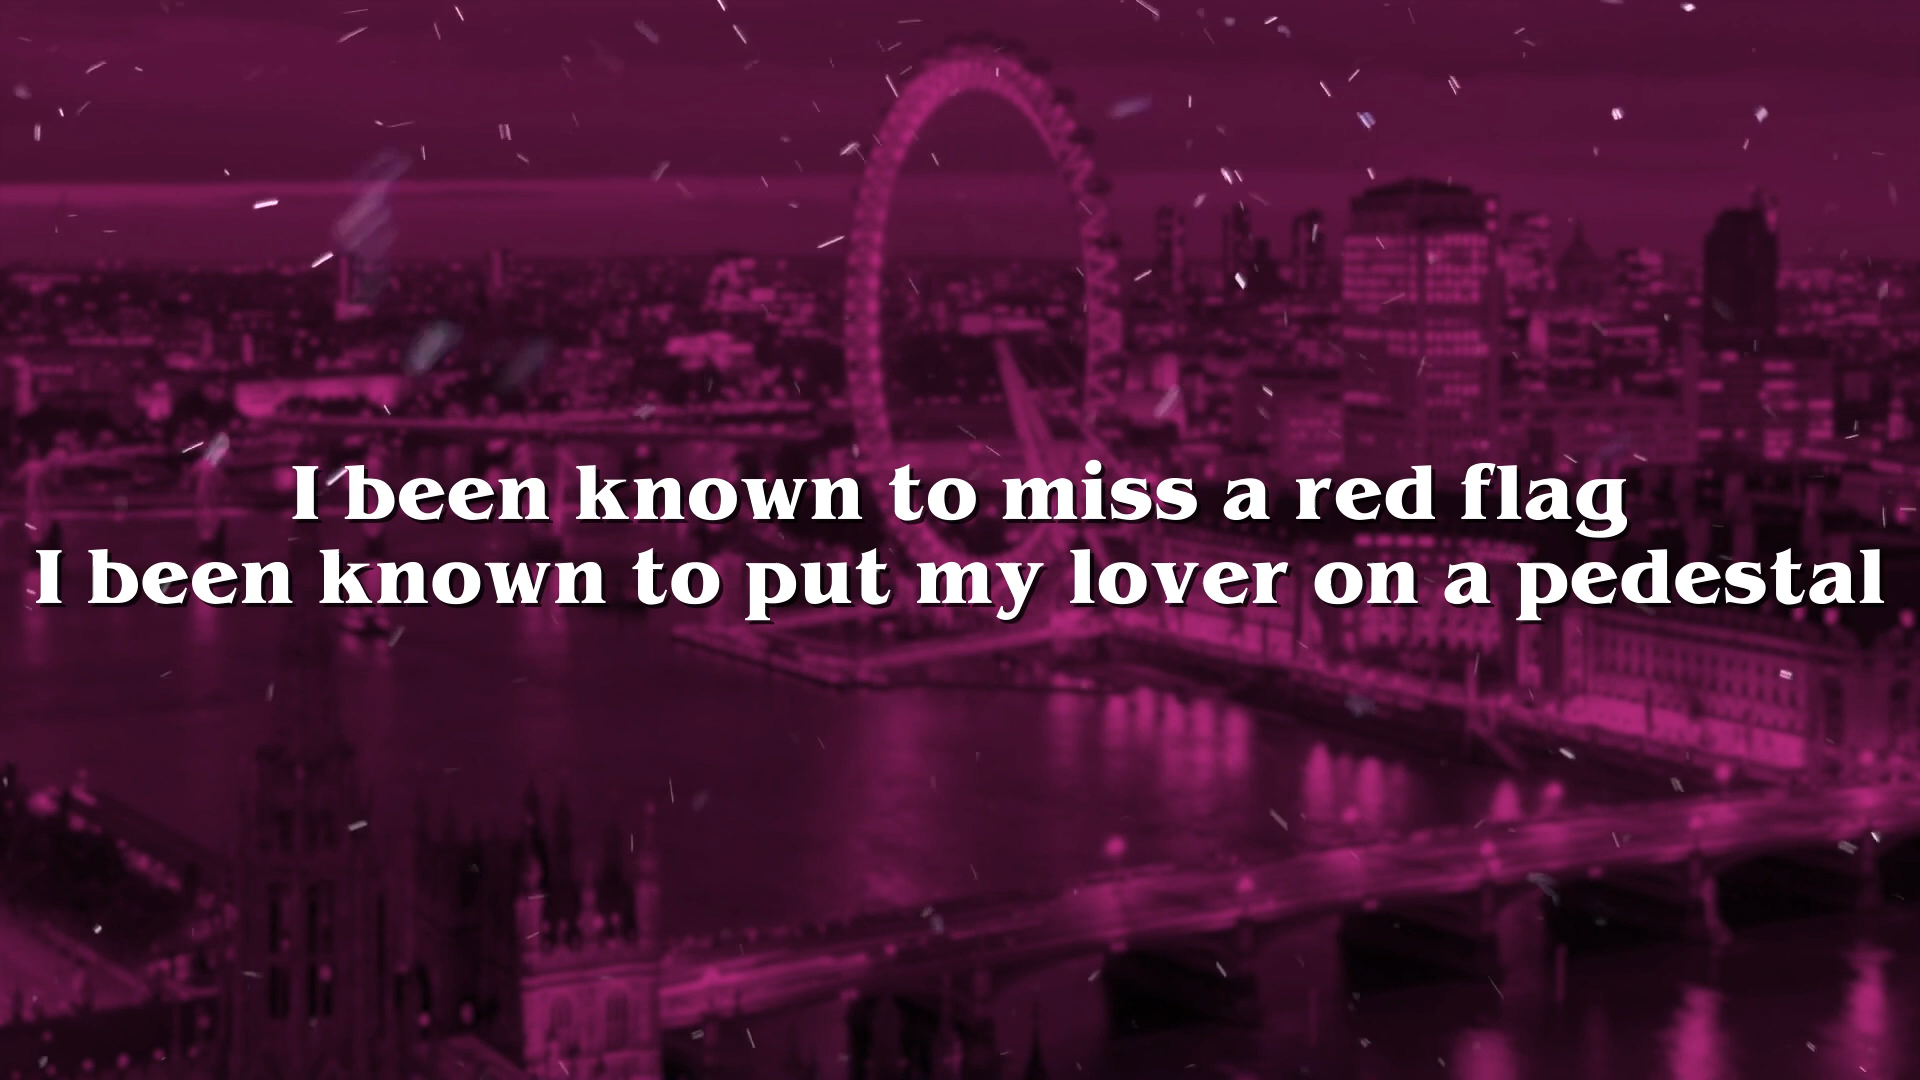 I been known to miss a red flag
I been known to put my lover on a pedestal